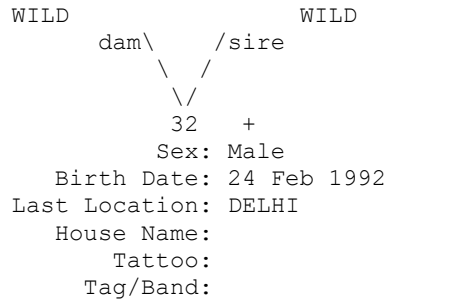 WILD WILD
dam\ /sire
\ /
\/
32 +
Sex: Male
Birth Date: 24 Feb 1992
Last Location: DELHI
House Name:
Tattoo:
Tag/Band: